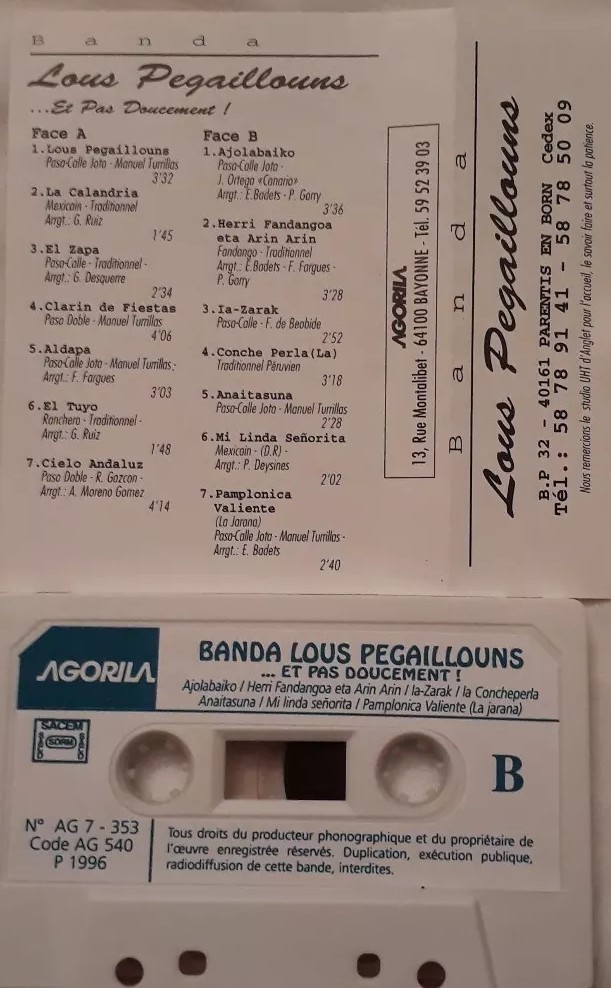 Banda
Lous Pegaillouns
...Et Pas Doucement !
Face A
1.Lous Pegaillouns
Paso-Calle Jota - Manuel Turrillas
3'32
2.La Calandria
Mexicain - Traditionnel
Arrgt.: G. Ruiz
1'45
3.El Zapa
Paso-Calle - Traditionnel -
Arrgt.: G. Desquerre
2'34
4.Clarin de Fiestas
Paso Doble - Manuel Turrillas
4'06
5.Aldapa
Paso-Calle Jota - Manuel Turrillas -
Arrgt.: F. Fargues
3'03
6.El Tuyo
Ranchera - Traditionnel -
Arrgt.: G. Ruiz
1'48
7.Cielo Andaluz
Paso Doble - R. Gazcon -
Arrgt.: A. Moreno Gomez
4'14
Face B
1.Ajolabaiko
Paso-Calle Jota -
J. Ortega «Canario»
Arrgt.: E.Badets - P. Garry
3'36
2.Herri Fandangoa
eta Arin Arin
Fandango - Traditionnel
Arrgt.: E.Badets - F. Fargues -
P. Garry
3'28
3.Ia-Zarak
Paso-Calle - F. de Beobide
2'52
4.Conche Perla(La)
Traditionnel Péruvien
3'18
5.Anaitasuna
Paso-Calle Jota - Manuel Turrillas
2'28
6.Mi Linda Señorita
Mexicain - (D.R) -
Arrgt.: P. Deysines
2'02
7.Pamplonica
Valiente
(La Jarana)
Paso-Calle Jota - Manuel Turrillas -
Arrgt.: E. Badets
2'40
AGORILA
13, Rue Montalibet - 64100 BAYONNE - Tél. 59 52 39 03
Banda
Lous Pegaillouns
B.P 32 - 40161 PARENTIS EN BORN Cedex
Tél.: 58 78 91 41 - 58 78 50 09
Nous remercions le studio UHT d'Anglet pour l'accueil, le savoir faire et surtout la patience.
AGORILA
BANDA LOUS PEGAILLOUNS
... ET PAS DOUCEMENT !
Ajolabaiko / Herri Fandangoa eta Arin Arin / Ia-Zarak / la Concheperla
Anaitasuna / Mi linda señorita / Pamplonica Valiente (La jarana)
SACEM
SDRM
B
N° AG 7 - 353
Code AG 540
P 1996
Tous droits du producteur phonographique et du propriétaire de
l'œuvre enregistrée réservés. Duplication, exécution publique,
radiodiffusion de cette bande, interdites.